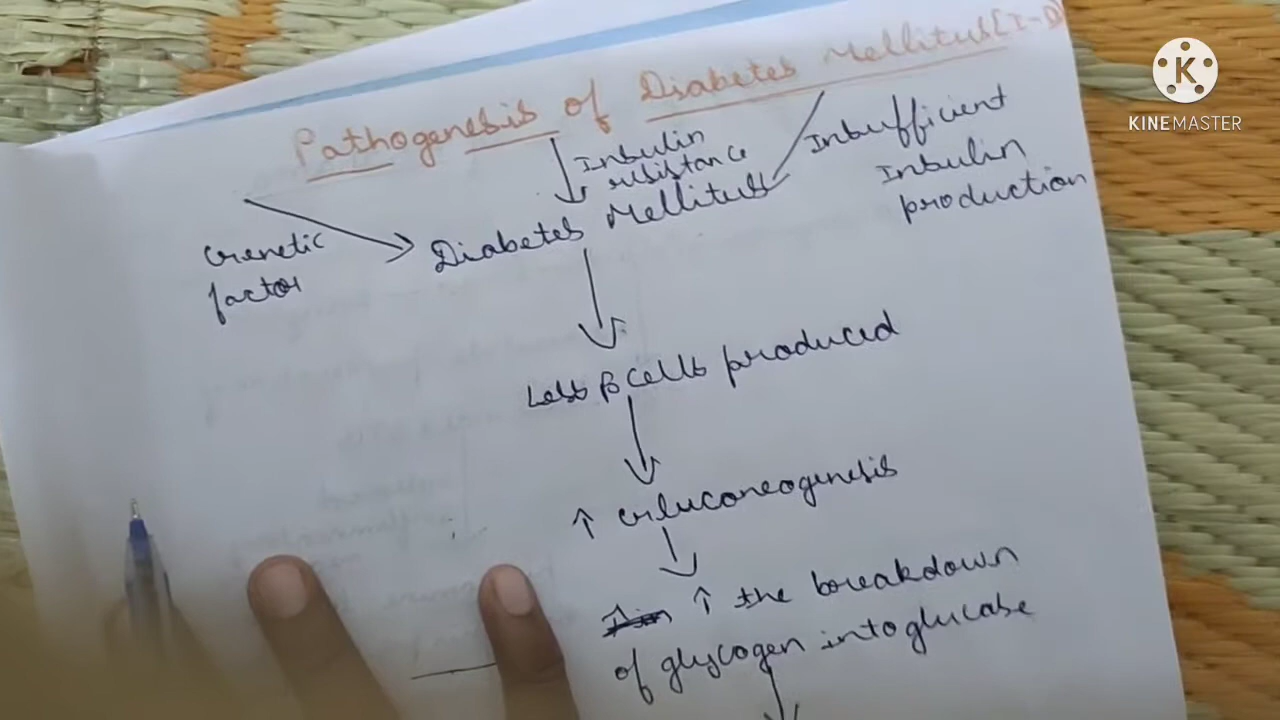 Pathogenesis of Diabetes Mellitus [I-D
Insulin
resistance
Insufficient
Insulin
production
Genetic
factor
Diabetes Mellitus
Less β cells produced
↑ Gluconeogenesis
↑ the breakdown
of glycogen into glucose
K
KINEMASTER